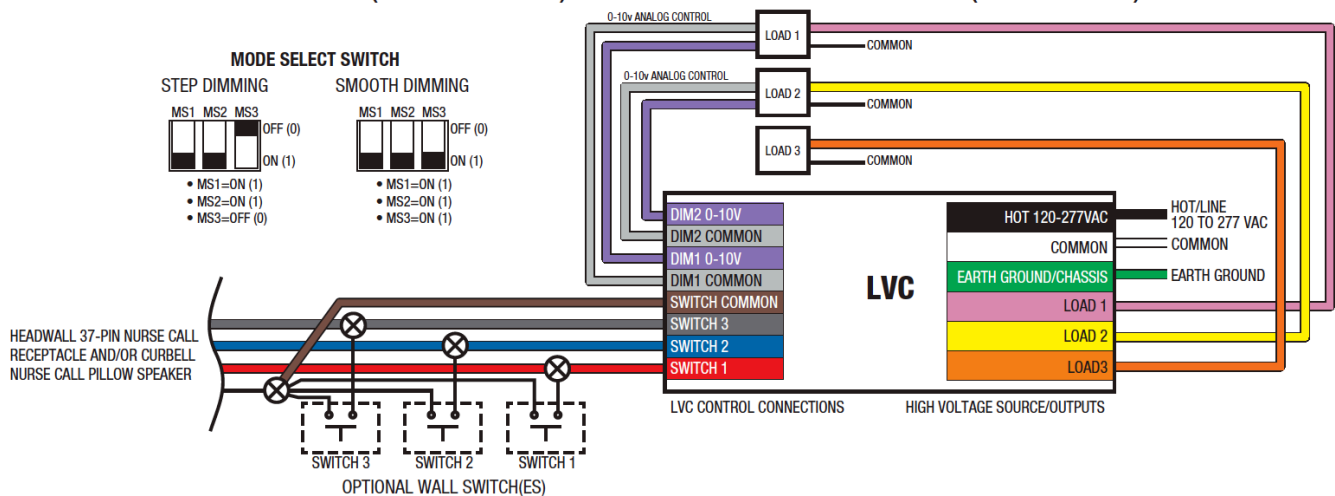 0-10v ANALOG CONTROL
LOAD 1
COMMON
MODE SELECT SWITCH
STEP DIMMING
SMOOTH DIMMING
MS1 MS2 MS3
OFF (0)
ON (1)
• MS1=ON (1)
• MS2=ON (1)
• MS3=OFF (0)
MS1 MS2 MS3
OFF (0)
ON (1)
• MS1=ON (1)
• MS2=ON (1)
• MS3=ON (1)
0-10v ANALOG CONTROL
LOAD 2
COMMON
LOAD 3
COMMON
DIM2 0-10V
DIM2 COMMON
DIM1 0-10V
DIM1 COMMON
SWITCH COMMON
SWITCH 3
SWITCH 2
SWITCH 1
LVC
HOT 120-277VAC
COMMON
EARTH GROUND/CHASSIS
LOAD 1
LOAD 2
LOAD3
HOT/LINE
120 TO 277 VAC
COMMON
EARTH GROUND
HEADWALL 37-PIN NURSE CALL
RECEPTACLE AND/OR CURBELL
NURSE CALL PILLOW SPEAKER
LVC CONTROL CONNECTIONS
HIGH VOLTAGE SOURCE/OUTPUTS
SWITCH 3
SWITCH 2
SWITCH 1
OPTIONAL WALL SWITCH(ES)